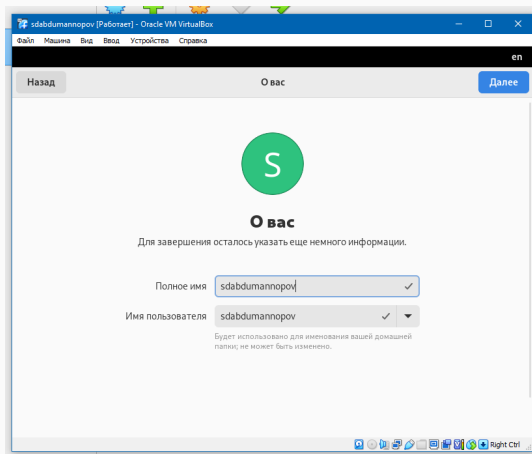 sdabdumannopov [Работает] - Oracle VM VirtualBox
Файл Машина Вид Ввод Устройства Справка
en
Назад О вас Далее
S
О вас
Для завершения осталось указать еще немного информации.
Полное имя sdabdumannopov
Имя пользователя sdabdumannopov
Будет использовано для именования вашей домашней
папки; не может быть изменено.
Right Ctrl